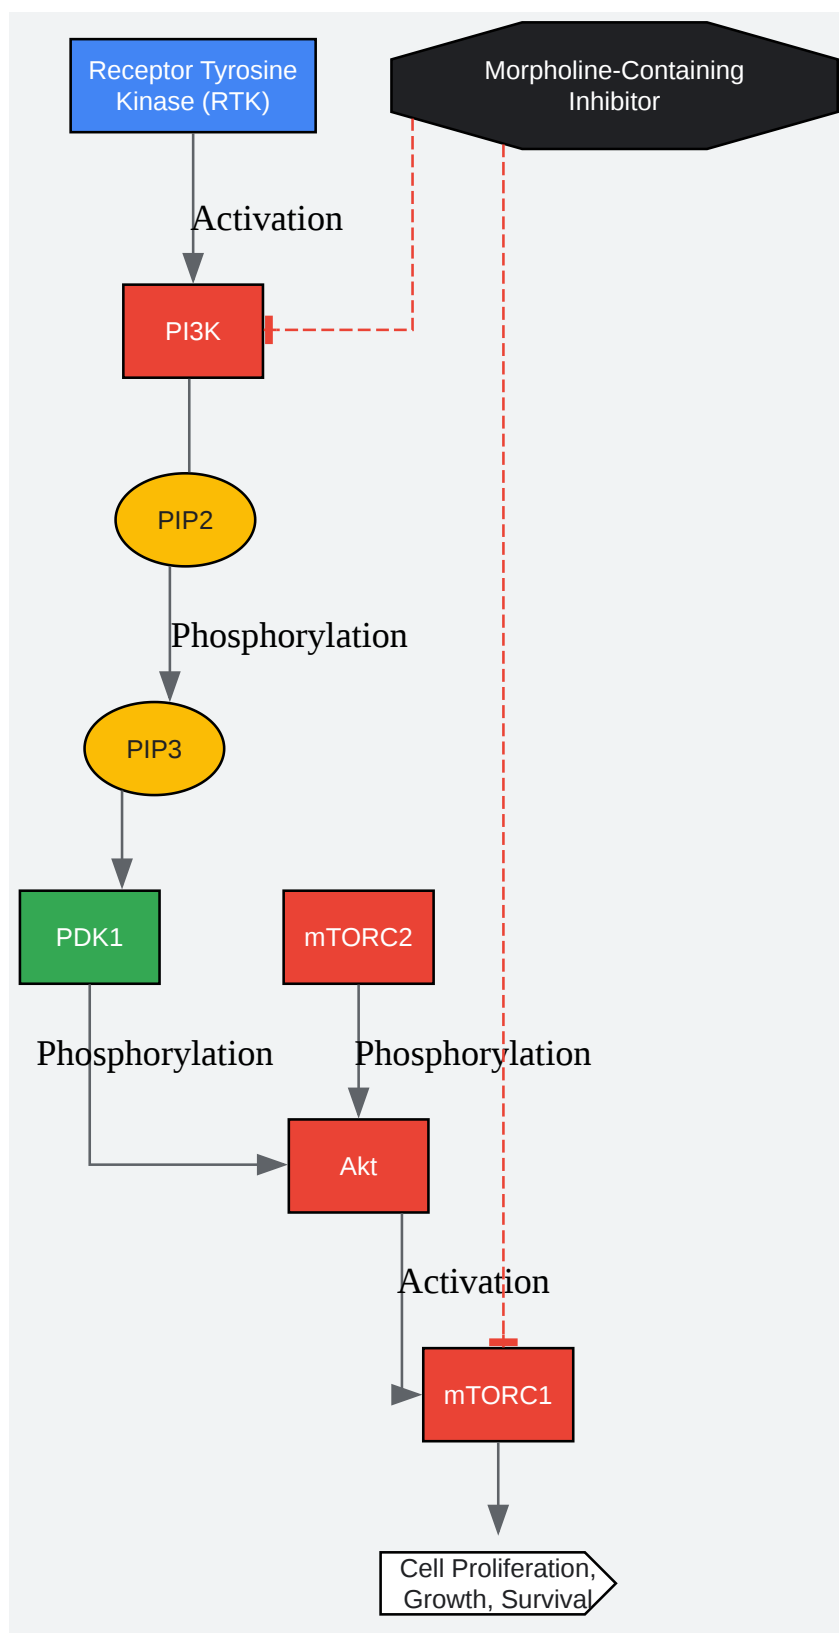 Receptor Tyrosine
Kinase (RTK)
Morpholine-Containing
Inhibitor
Activation
PI3K
PIP2
Phosphorylation
PIP3
PDK1
mTORC2
Phosphorylation
Phosphorylation
Akt
Activation
mTORC1
Cell Proliferation,
Growth, Survival